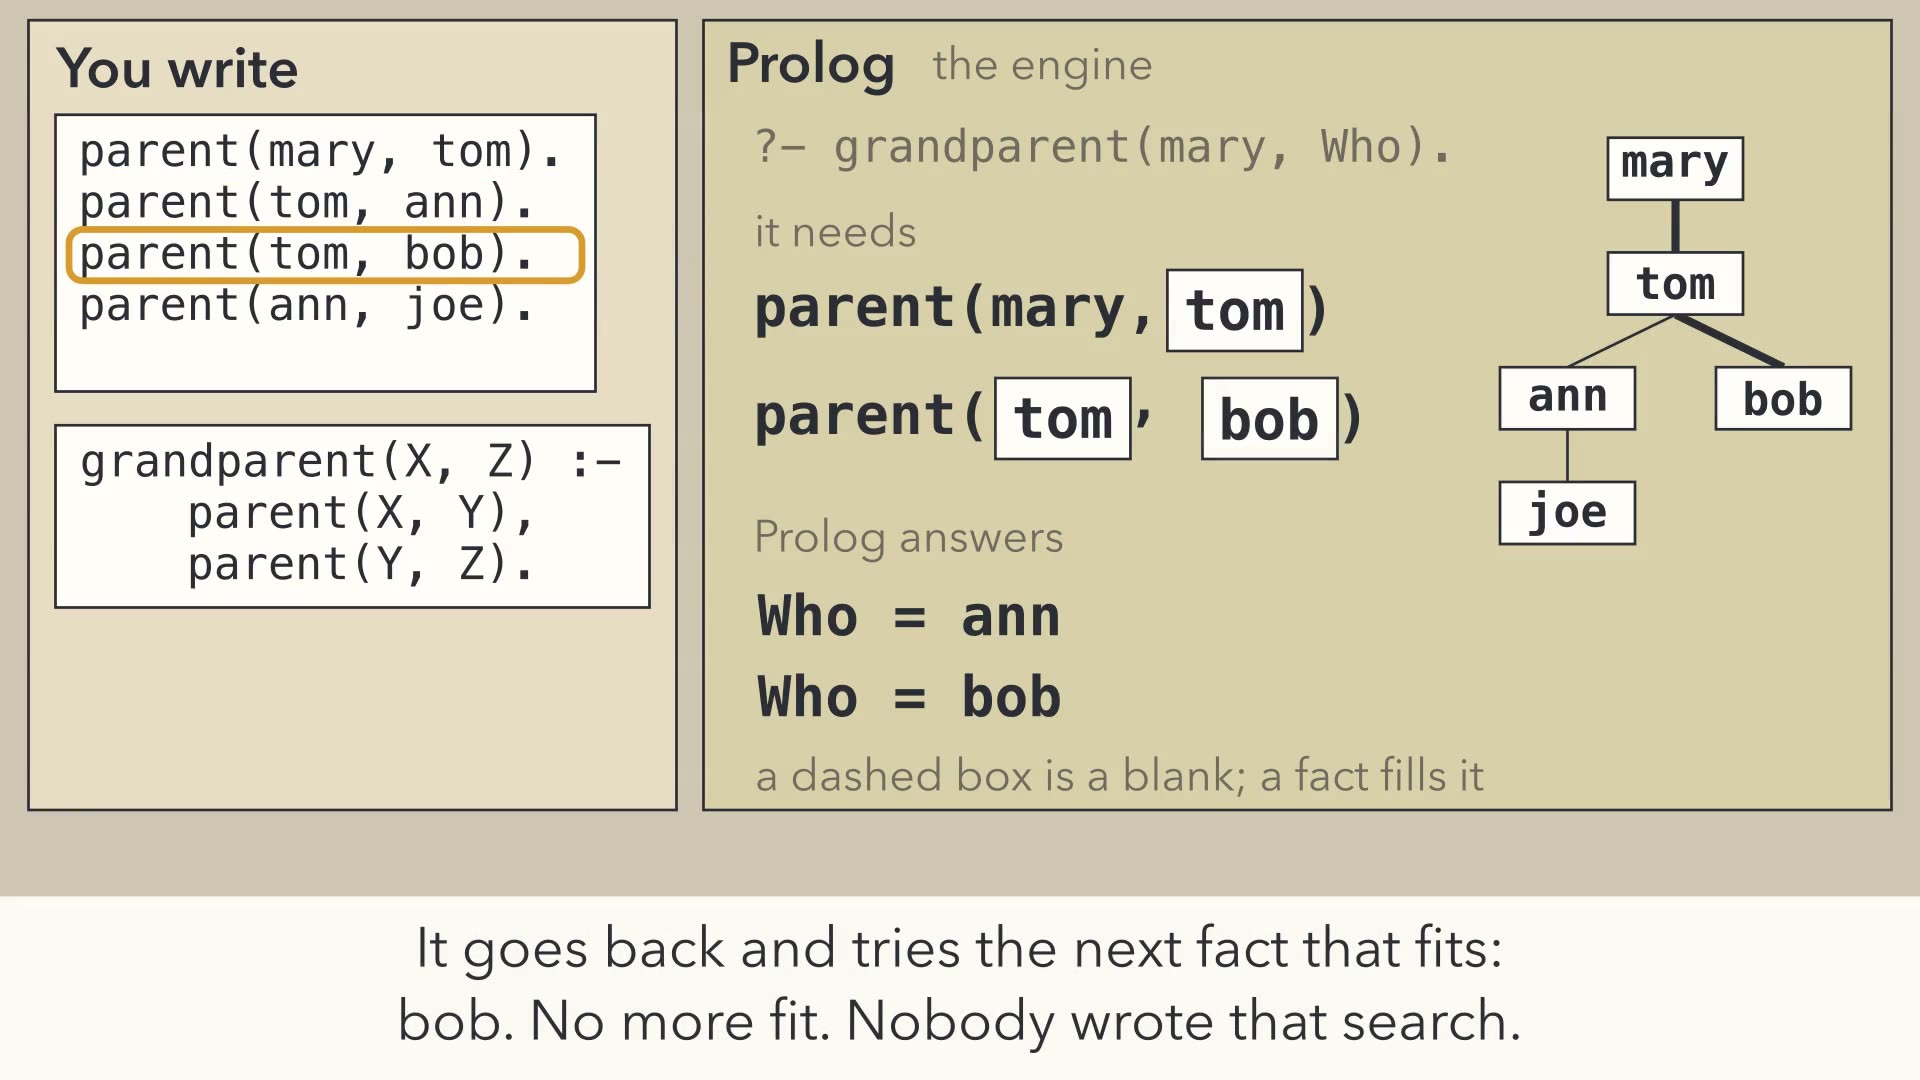 You write
parent(mary, tom).
parent(tom, ann).
parent(tom, bob).
parent(ann, joe).
grandparent(X, Z) :-
    parent(X, Y),
    parent(Y, Z).
Prolog the engine
?- grandparent(mary, Who).
it needs
parent(mary, tom)
parent(tom, bob)
Prolog answers
Who = ann
Who = bob
a dashed box is a blank; a fact fills it
mary
tom
ann bob
joe
It goes back and tries the next fact that fits:
bob. No more fit. Nobody wrote that search.